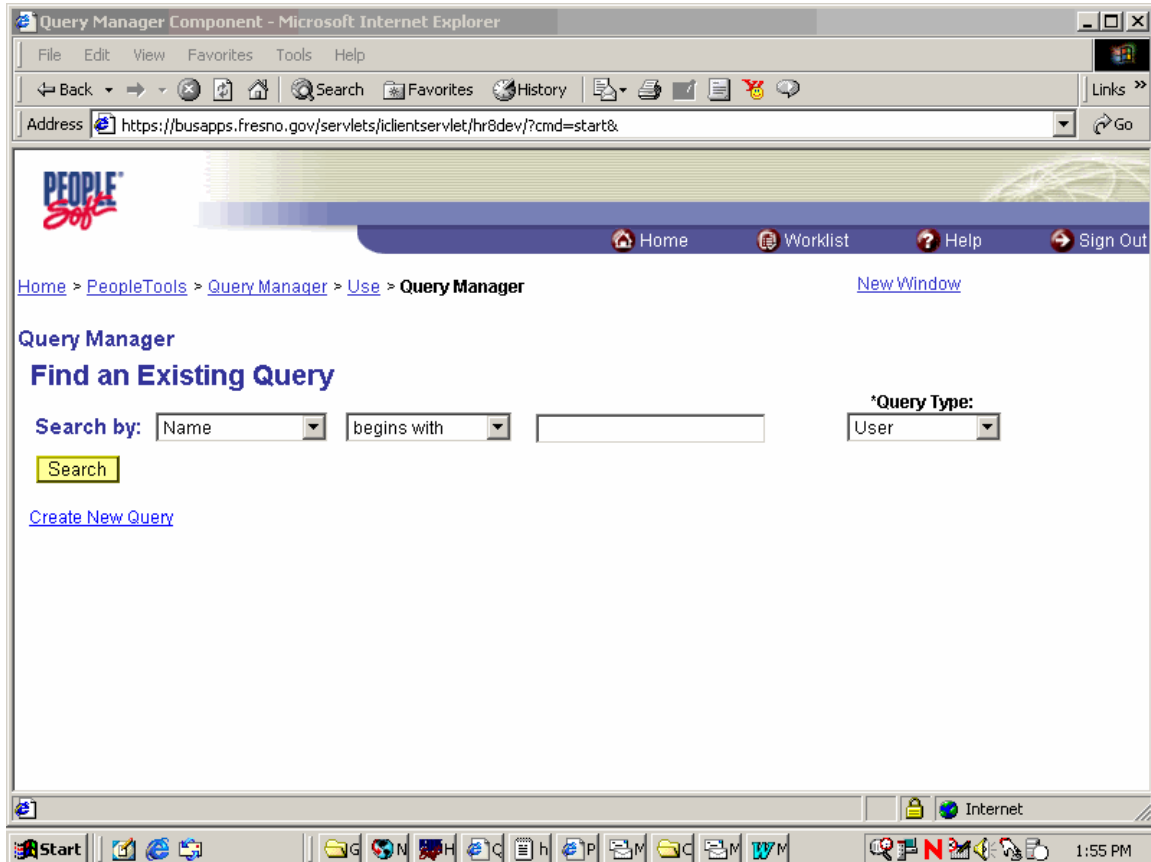 Query Manager Component - Microsoft Internet Explorer
File Edit View Favorites Tools Help
Back Search Favorites History Links »
Address https://busapps.fresno.gov/servlets/iclientservlet/hr8dev/?cmd=start& Go
PEOPLE
Soft
Home Worklist Help Sign Out
Home > PeopleTools > Query Manager > Use > Query Manager New Window
Query Manager
Find an Existing Query
*Query Type:
Search by: Name begins with User
Search
Create New Query
Internet
Start G N H C h P M C M M 1:55 PM